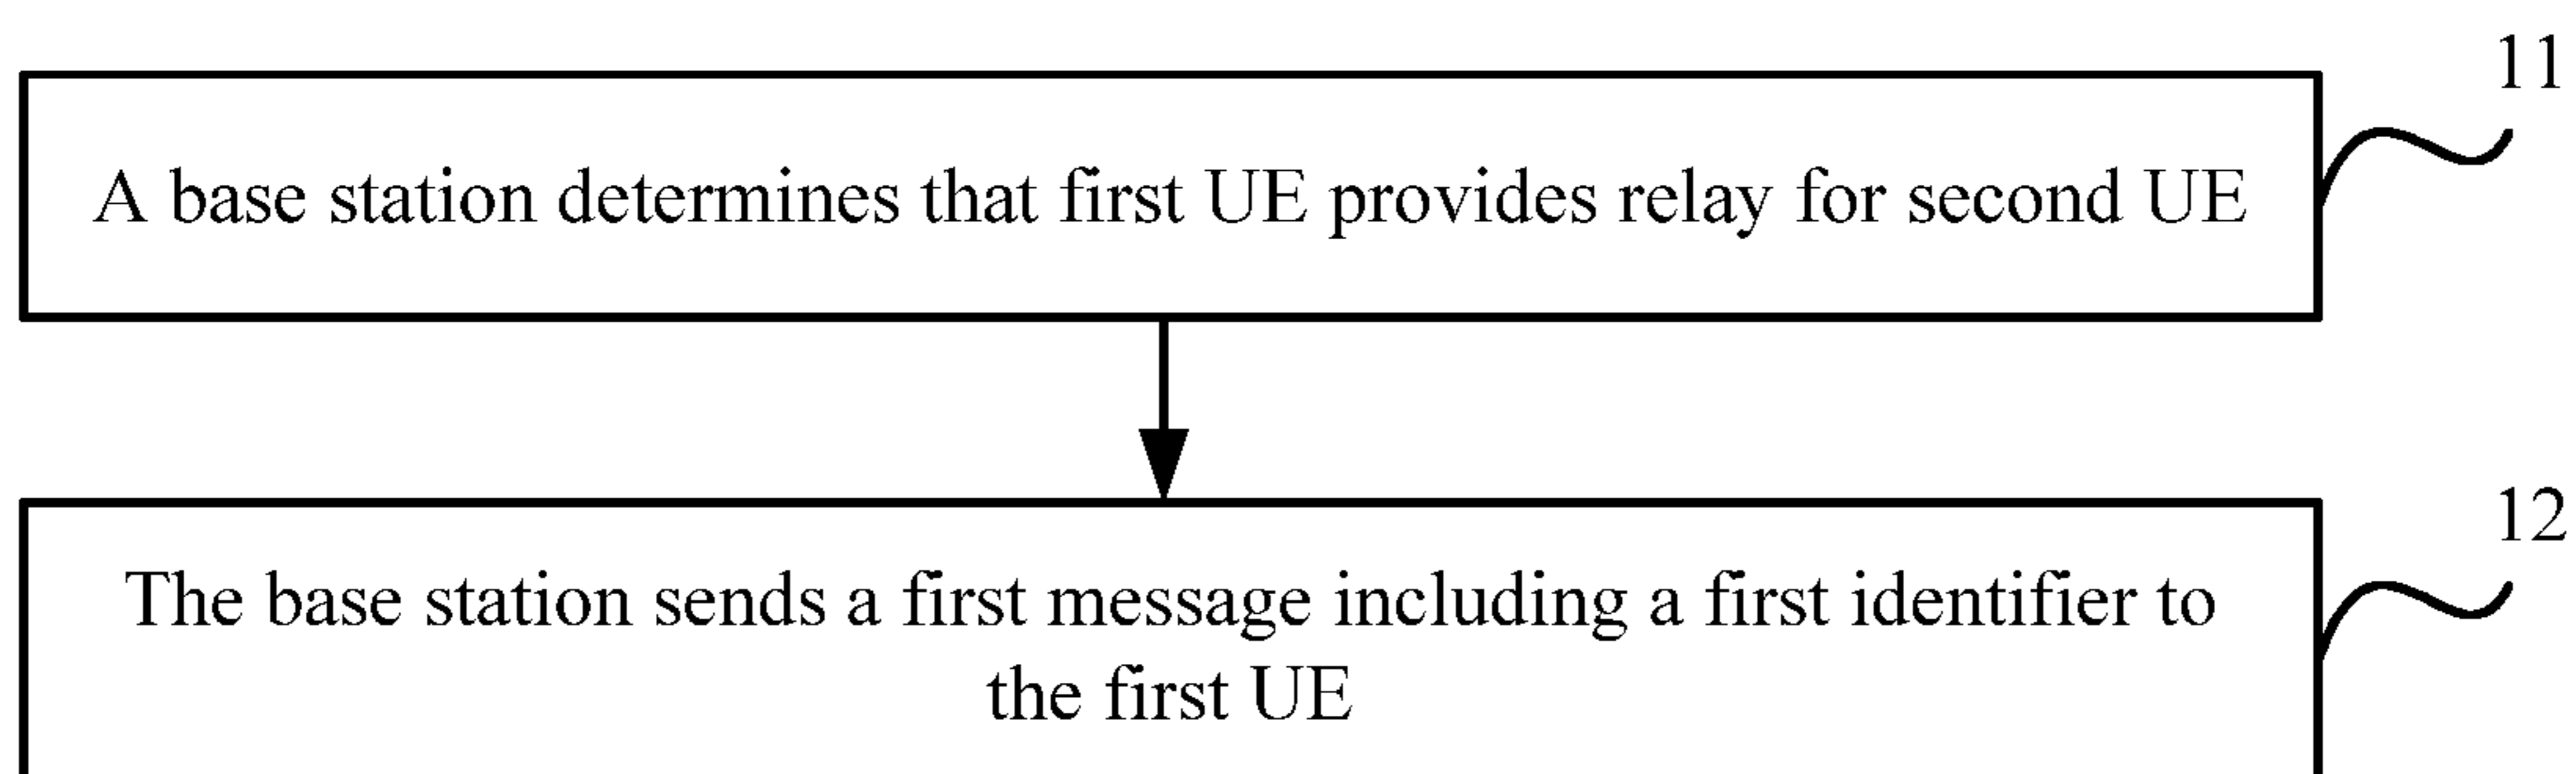 11
A base station determines that first UE provides relay for second UE
12
The base station sends a first message including a first identifier to
the first UE